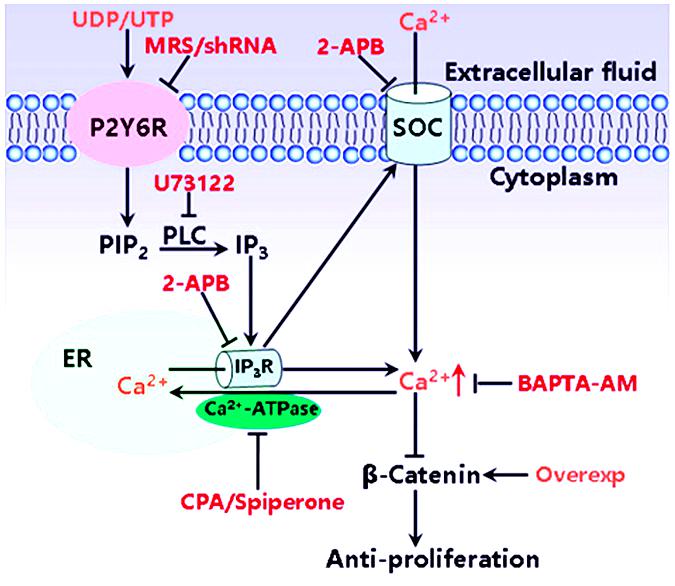 UDP/UTP
Ca²⁺
MRS/shRNA
2-APB
Extracellular fluid
P2Y6R
SOC
Cytoplasm
U73122
PLC
PIP₂
IP₃
2-APB
ER
IP₃R
Ca²⁺
Ca²⁺
BAPTA-AM
Ca²⁺-ATPase
β-Catenin
Overexp
CPA/Spiperone
Anti-proliferation